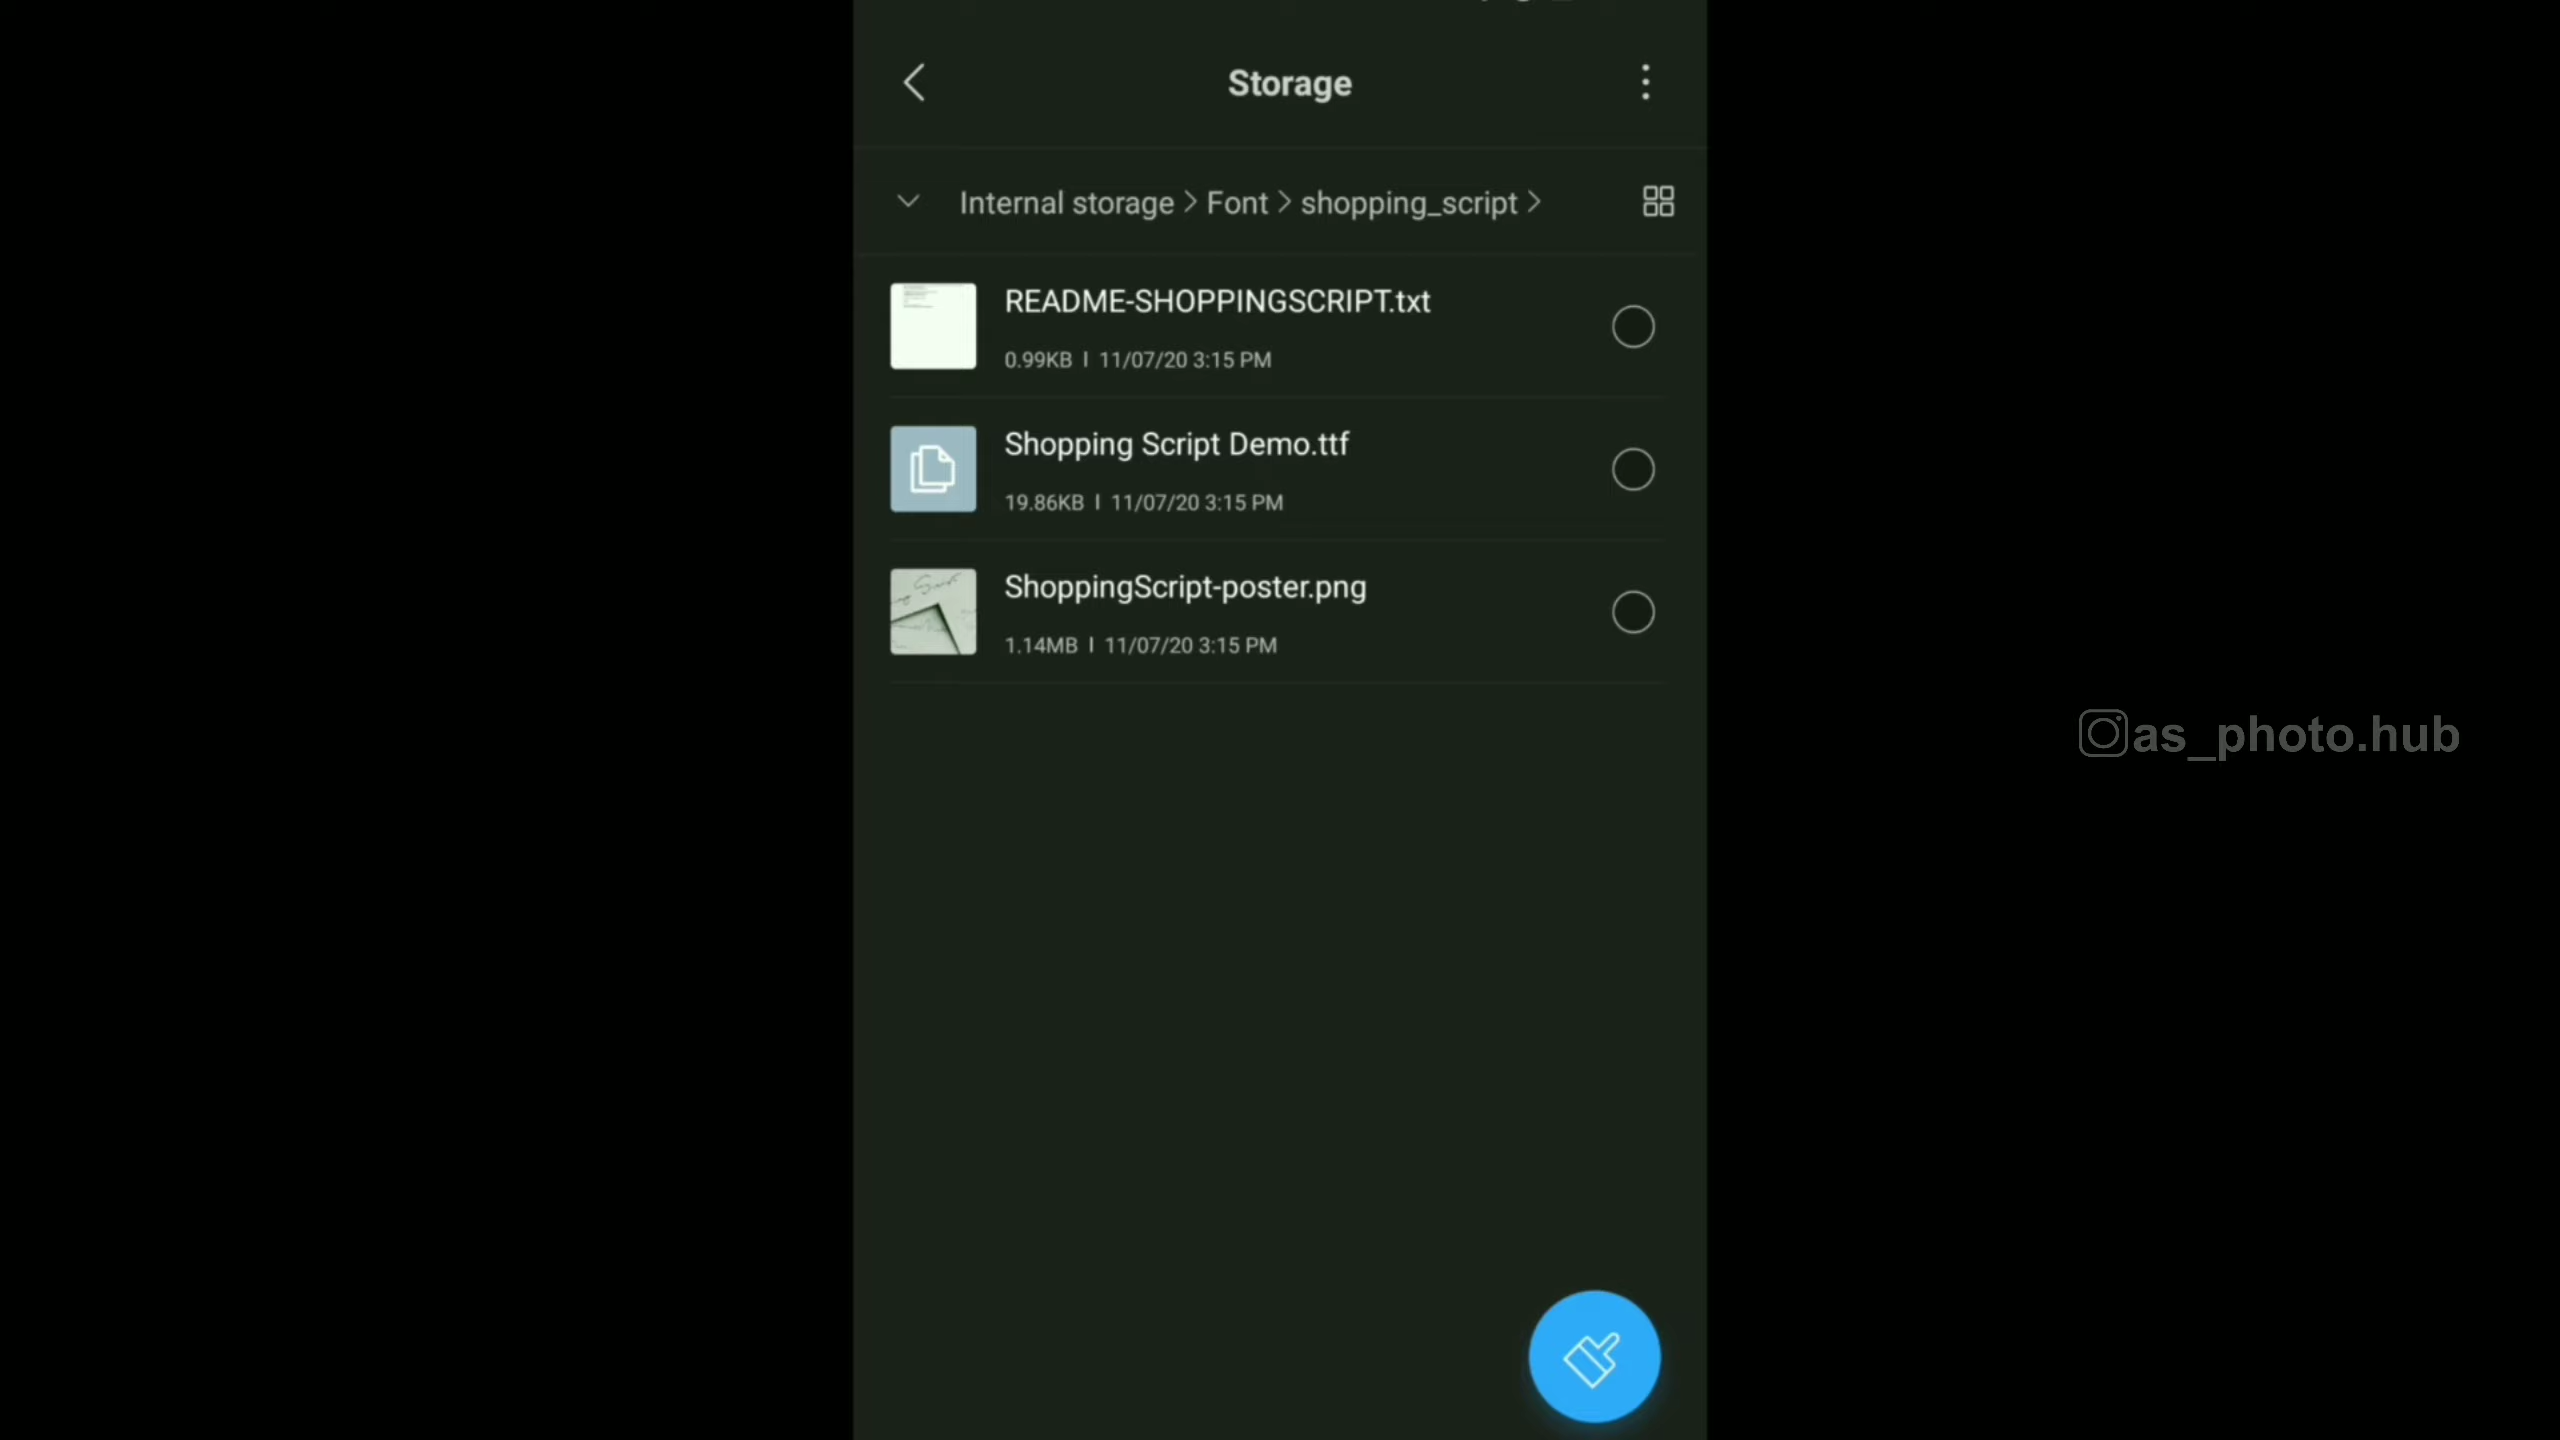 Storage
Internal storage > Font > shopping_script >
README-SHOPPINGSCRIPT.txt
0.99KB | 11/07/20 3:15 PM
Shopping Script Demo.ttf
19.86KB | 11/07/20 3:15 PM
ShoppingScript-poster.png
1.14MB | 11/07/20 3:15 PM
as_photo.hub